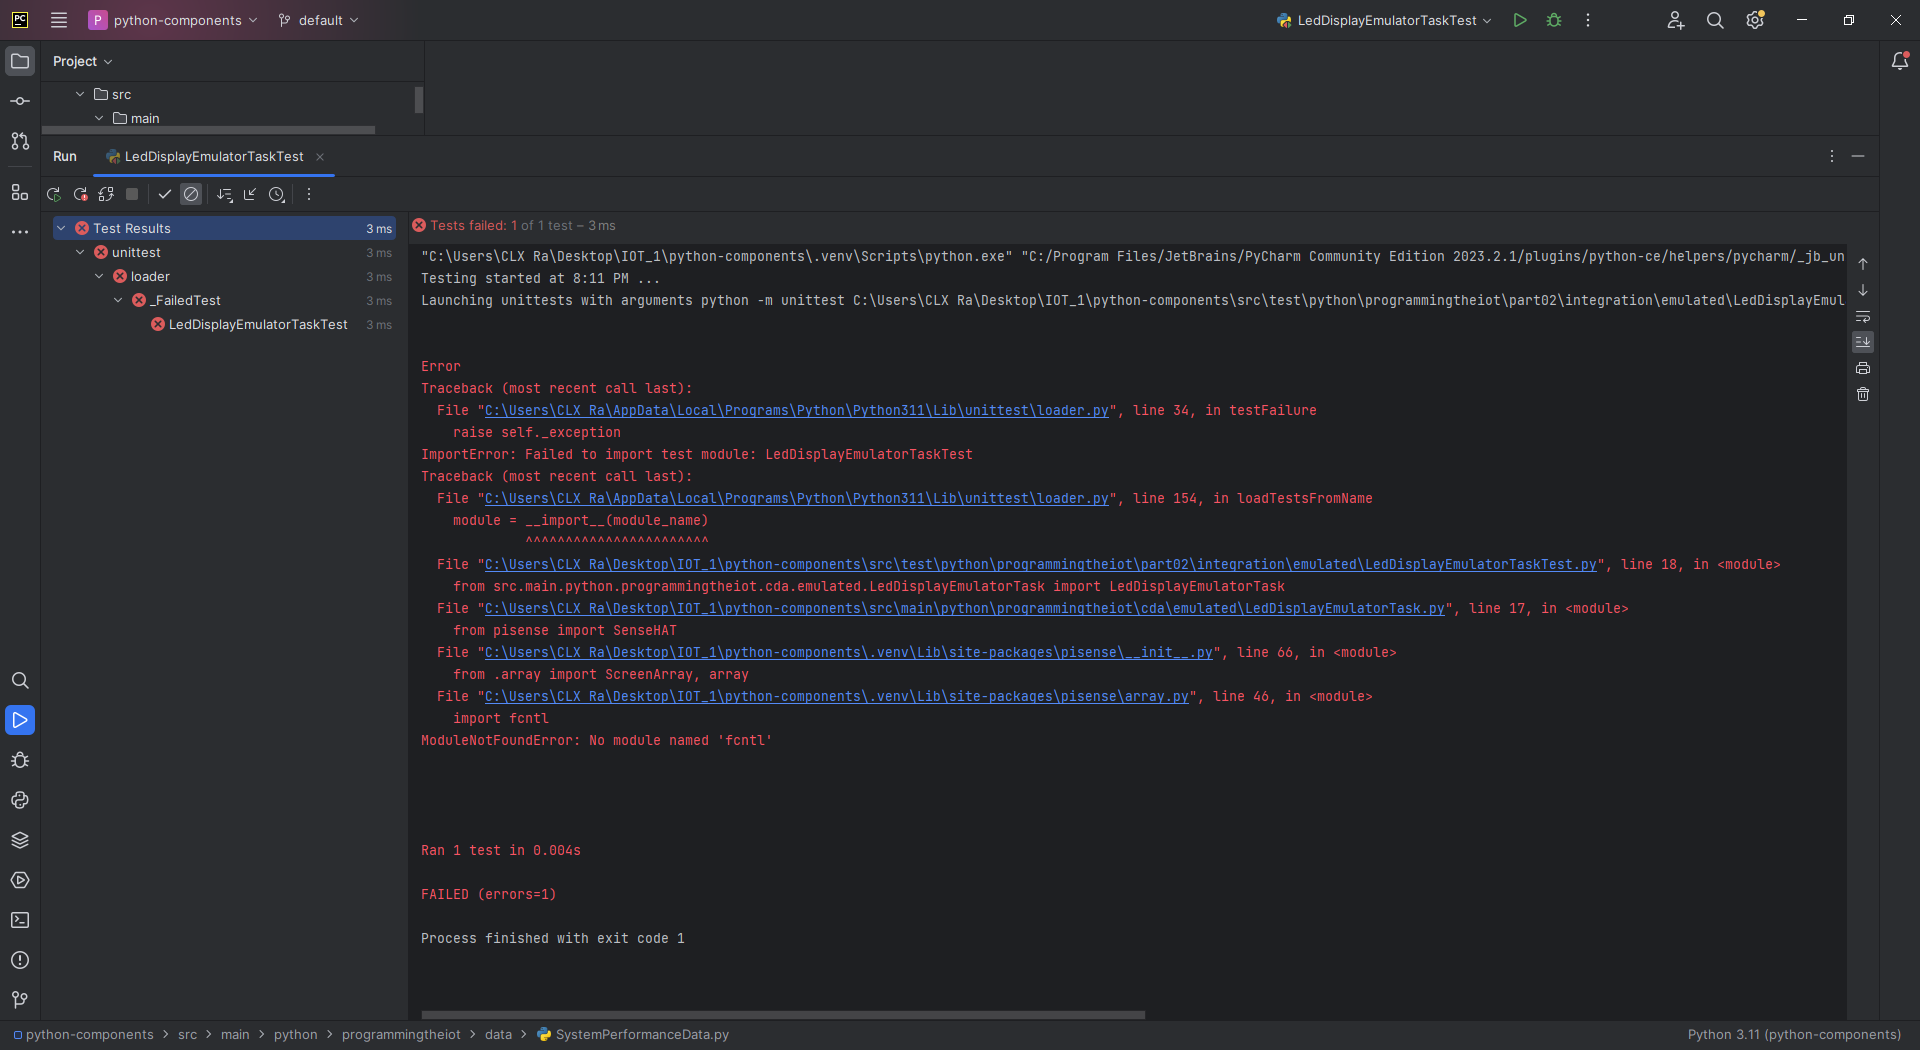 PC
P python-components
default
LedDisplayEmulatorTaskTest
Project
src
main
Run
LedDisplayEmulatorTaskTest
Test Results 3 ms
unittest 3 ms
loader 3 ms
_FailedTest 3 ms
LedDisplayEmulatorTaskTest 3 ms
Tests failed: 1 of 1 test – 3 ms
"C:\Users\CLX Ra\Desktop\IOT_1\python-components\.venv\Scripts\python.exe" "C:/Program Files/JetBrains/PyCharm Community Edition 2023.2.1/plugins/python-ce/helpers/pycharm/_jb_un
Testing started at 8:11 PM ...
Launching unittests with arguments python -m unittest C:\Users\CLX Ra\Desktop\IOT_1\python-components\src\test\python\programmingtheiot\part02\integration\emulated\LedDisplayEmul
Error
Traceback (most recent call last):
File "C:\Users\CLX Ra\AppData\Local\Programs\Python\Python311\Lib\unittest\loader.py", line 34, in testFailure
raise self._exception
ImportError: Failed to import test module: LedDisplayEmulatorTaskTest
Traceback (most recent call last):
File "C:\Users\CLX Ra\AppData\Local\Programs\Python\Python311\Lib\unittest\loader.py", line 154, in loadTestsFromName
module = __import__(module_name)
^^^^^^^^^^^^^^^^^^^^^^^
File "C:\Users\CLX Ra\Desktop\IOT_1\python-components\src\test\python\programmingtheiot\part02\integration\emulated\LedDisplayEmulatorTaskTest.py", line 18, in <module>
from src.main.python.programmingtheiot.cda.emulated.LedDisplayEmulatorTask import LedDisplayEmulatorTask
File "C:\Users\CLX Ra\Desktop\IOT_1\python-components\src\main\python\programmingtheiot\cda\emulated\LedDisplayEmulatorTask.py", line 17, in <module>
from pisense import SenseHAT
File "C:\Users\CLX Ra\Desktop\IOT_1\python-components\.venv\Lib\site-packages\pisense\__init__.py", line 66, in <module>
from .array import ScreenArray, array
File "C:\Users\CLX Ra\Desktop\IOT_1\python-components\.venv\Lib\site-packages\pisense\array.py", line 46, in <module>
import fcntl
ModuleNotFoundError: No module named 'fcntl'
Ran 1 test in 0.004s
FAILED (errors=1)
Process finished with exit code 1
python-components > src > main > python > programmingtheiot > data > SystemPerformanceData.py
Python 3.11 (python-components)